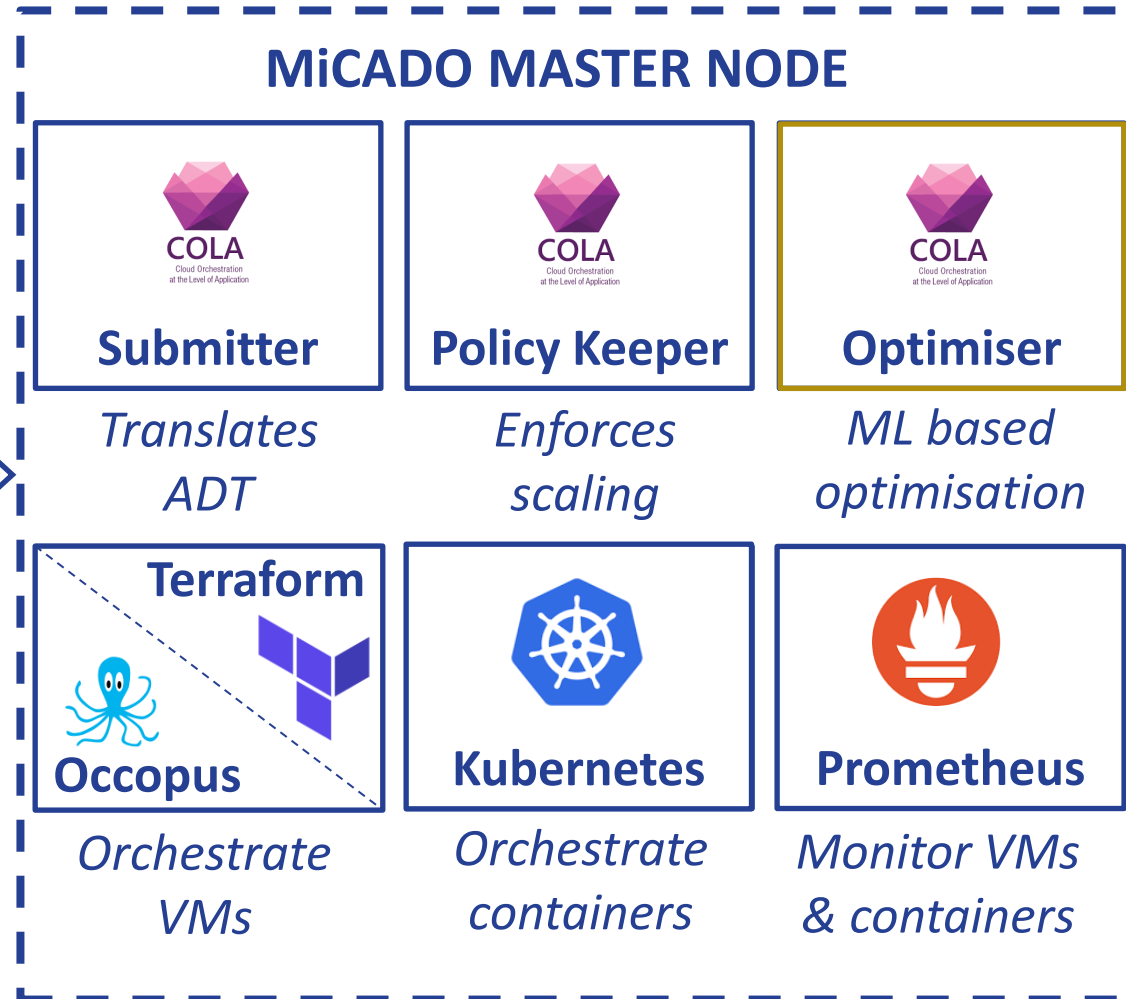 MiCADO MASTER NODE
COLA
Cloud Orchestration
at the Level of Application
Submitter
Translates
ADT
COLA
Cloud Orchestration
at the Level of Application
Policy Keeper
Enforces
scaling
COLA
Cloud Orchestration
at the Level of Application
Optimiser
ML based
optimisation
Terraform
Occopus
Orchestrate
VMs
Kubernetes
Orchestrate
containers
Prometheus
Monitor VMs
& containers